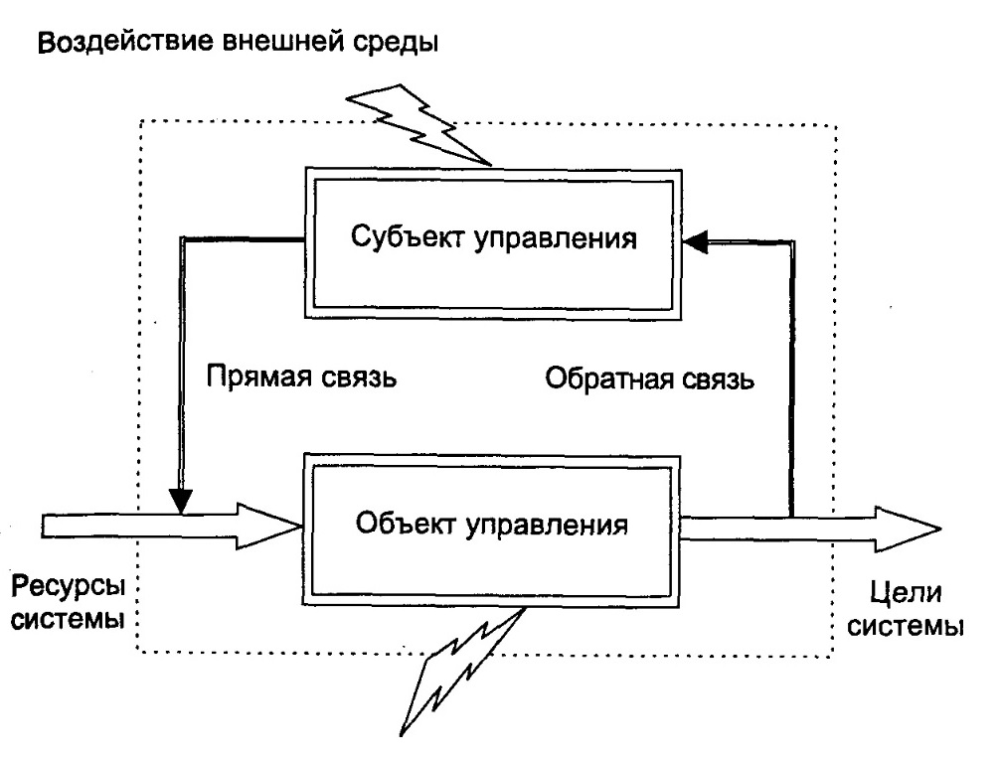 Воздействие внешней среды
Субъект управления
Прямая связь
Обратная связь
Объект управления
Ресурсы
системы
Цели
системы